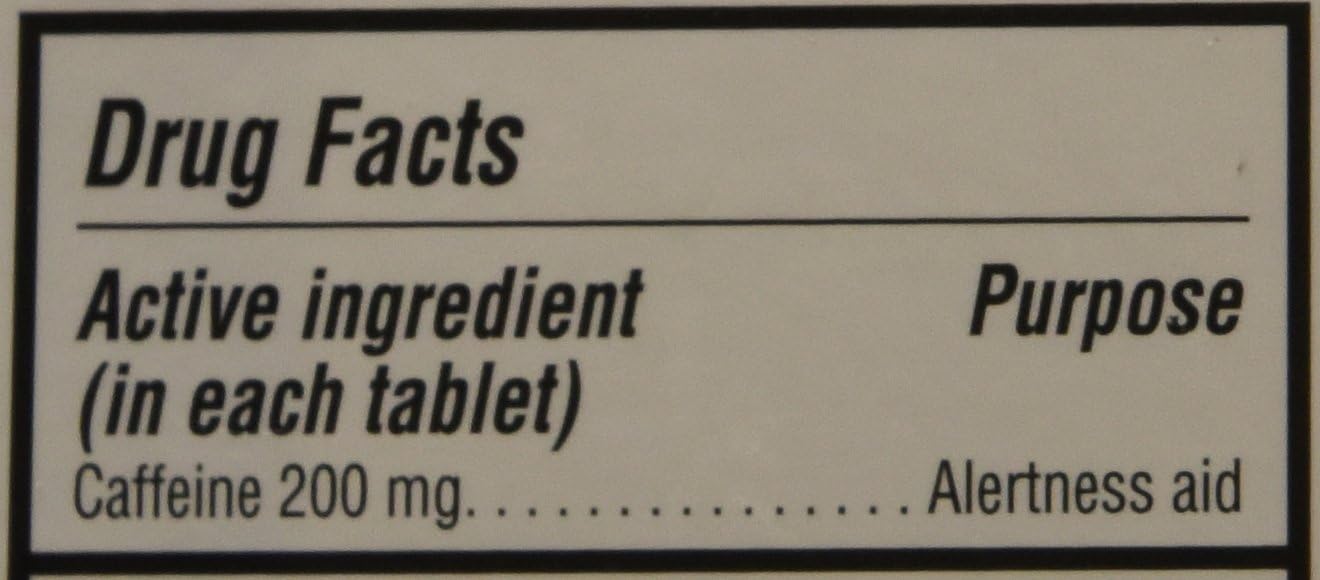 Drug Facts
Active ingredient Purpose
(in each tablet)
Caffeine 200 mg. . . . . . . . . . . . . . . . Alertness aid